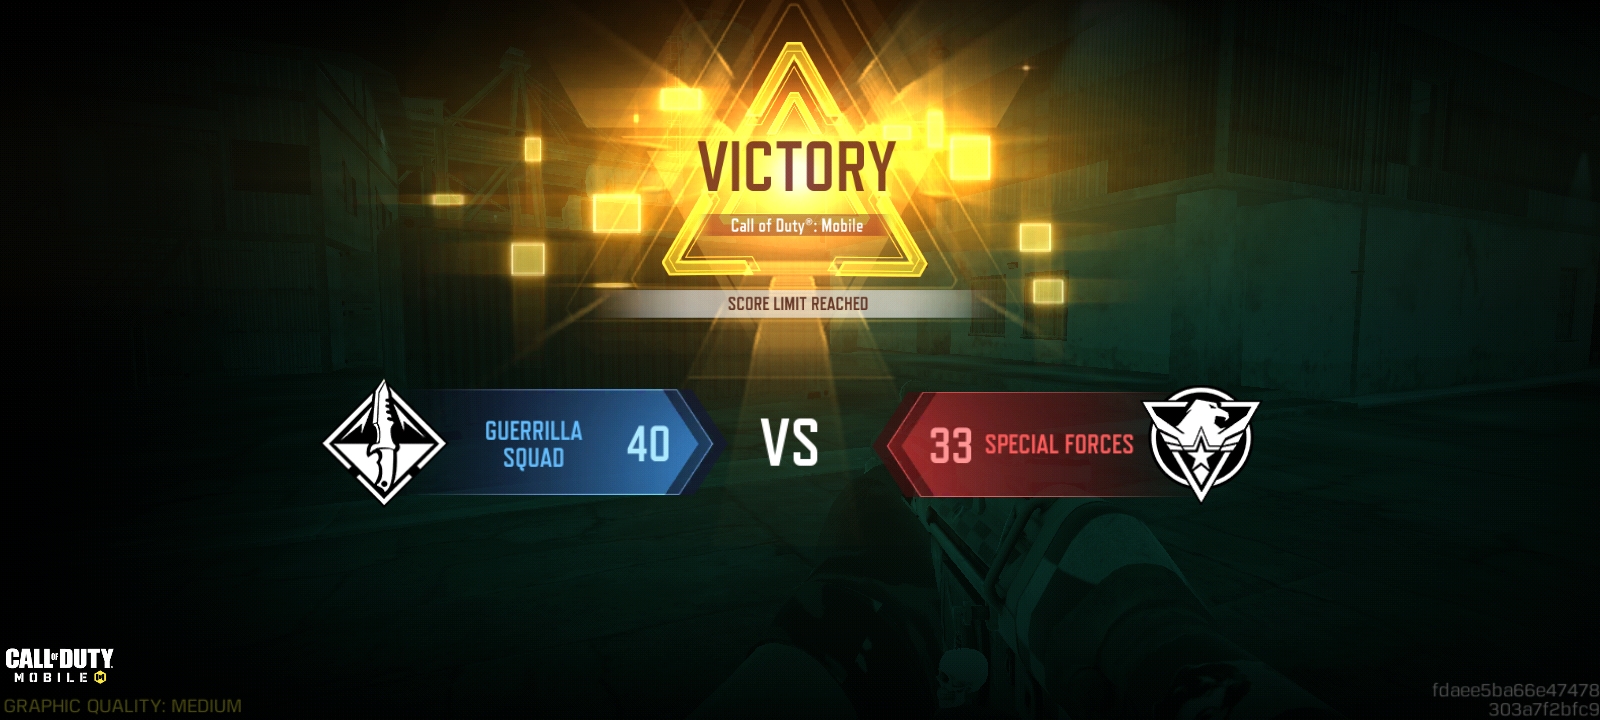 VICTORY
Call of Duty®: Mobile
SCORE LIMIT REACHED
GUERRILLA
SQUAD
40
VS
33
SPECIAL FORCES
CALL OF DUTY
MOBILE
GRAPHIC QUALITY: MEDIUM
fdaee5ba66e47478
303a7f2bfc9